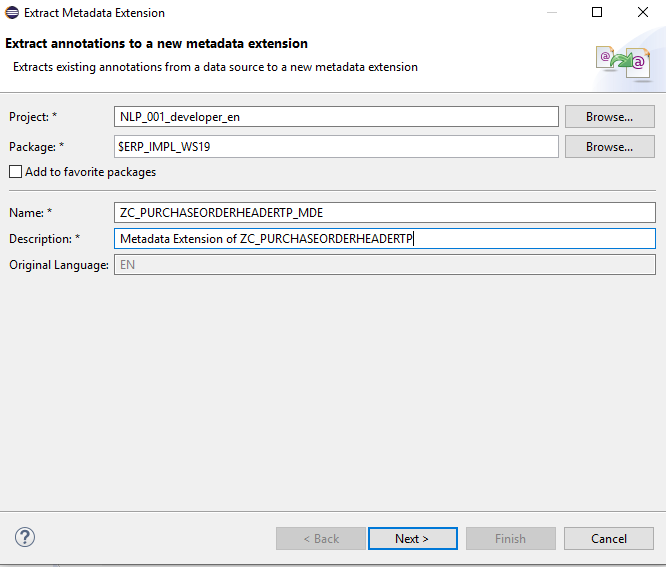 Extract Metadata Extension
Extract annotations to a new metadata extension
Extracts existing annotations from a data source to a new metadata extension
@ @
Project: * NLP_001_developer_en Browse...
Package: * $ERP_IMPL_WS19 Browse...
Add to favorite packages
Name: * ZC_PURCHASEORDERHEADERTP_MDE
Description: * Metadata Extension of ZC_PURCHASEORDERHEADERTP
Original Language: EN
? < Back Next > Finish Cancel